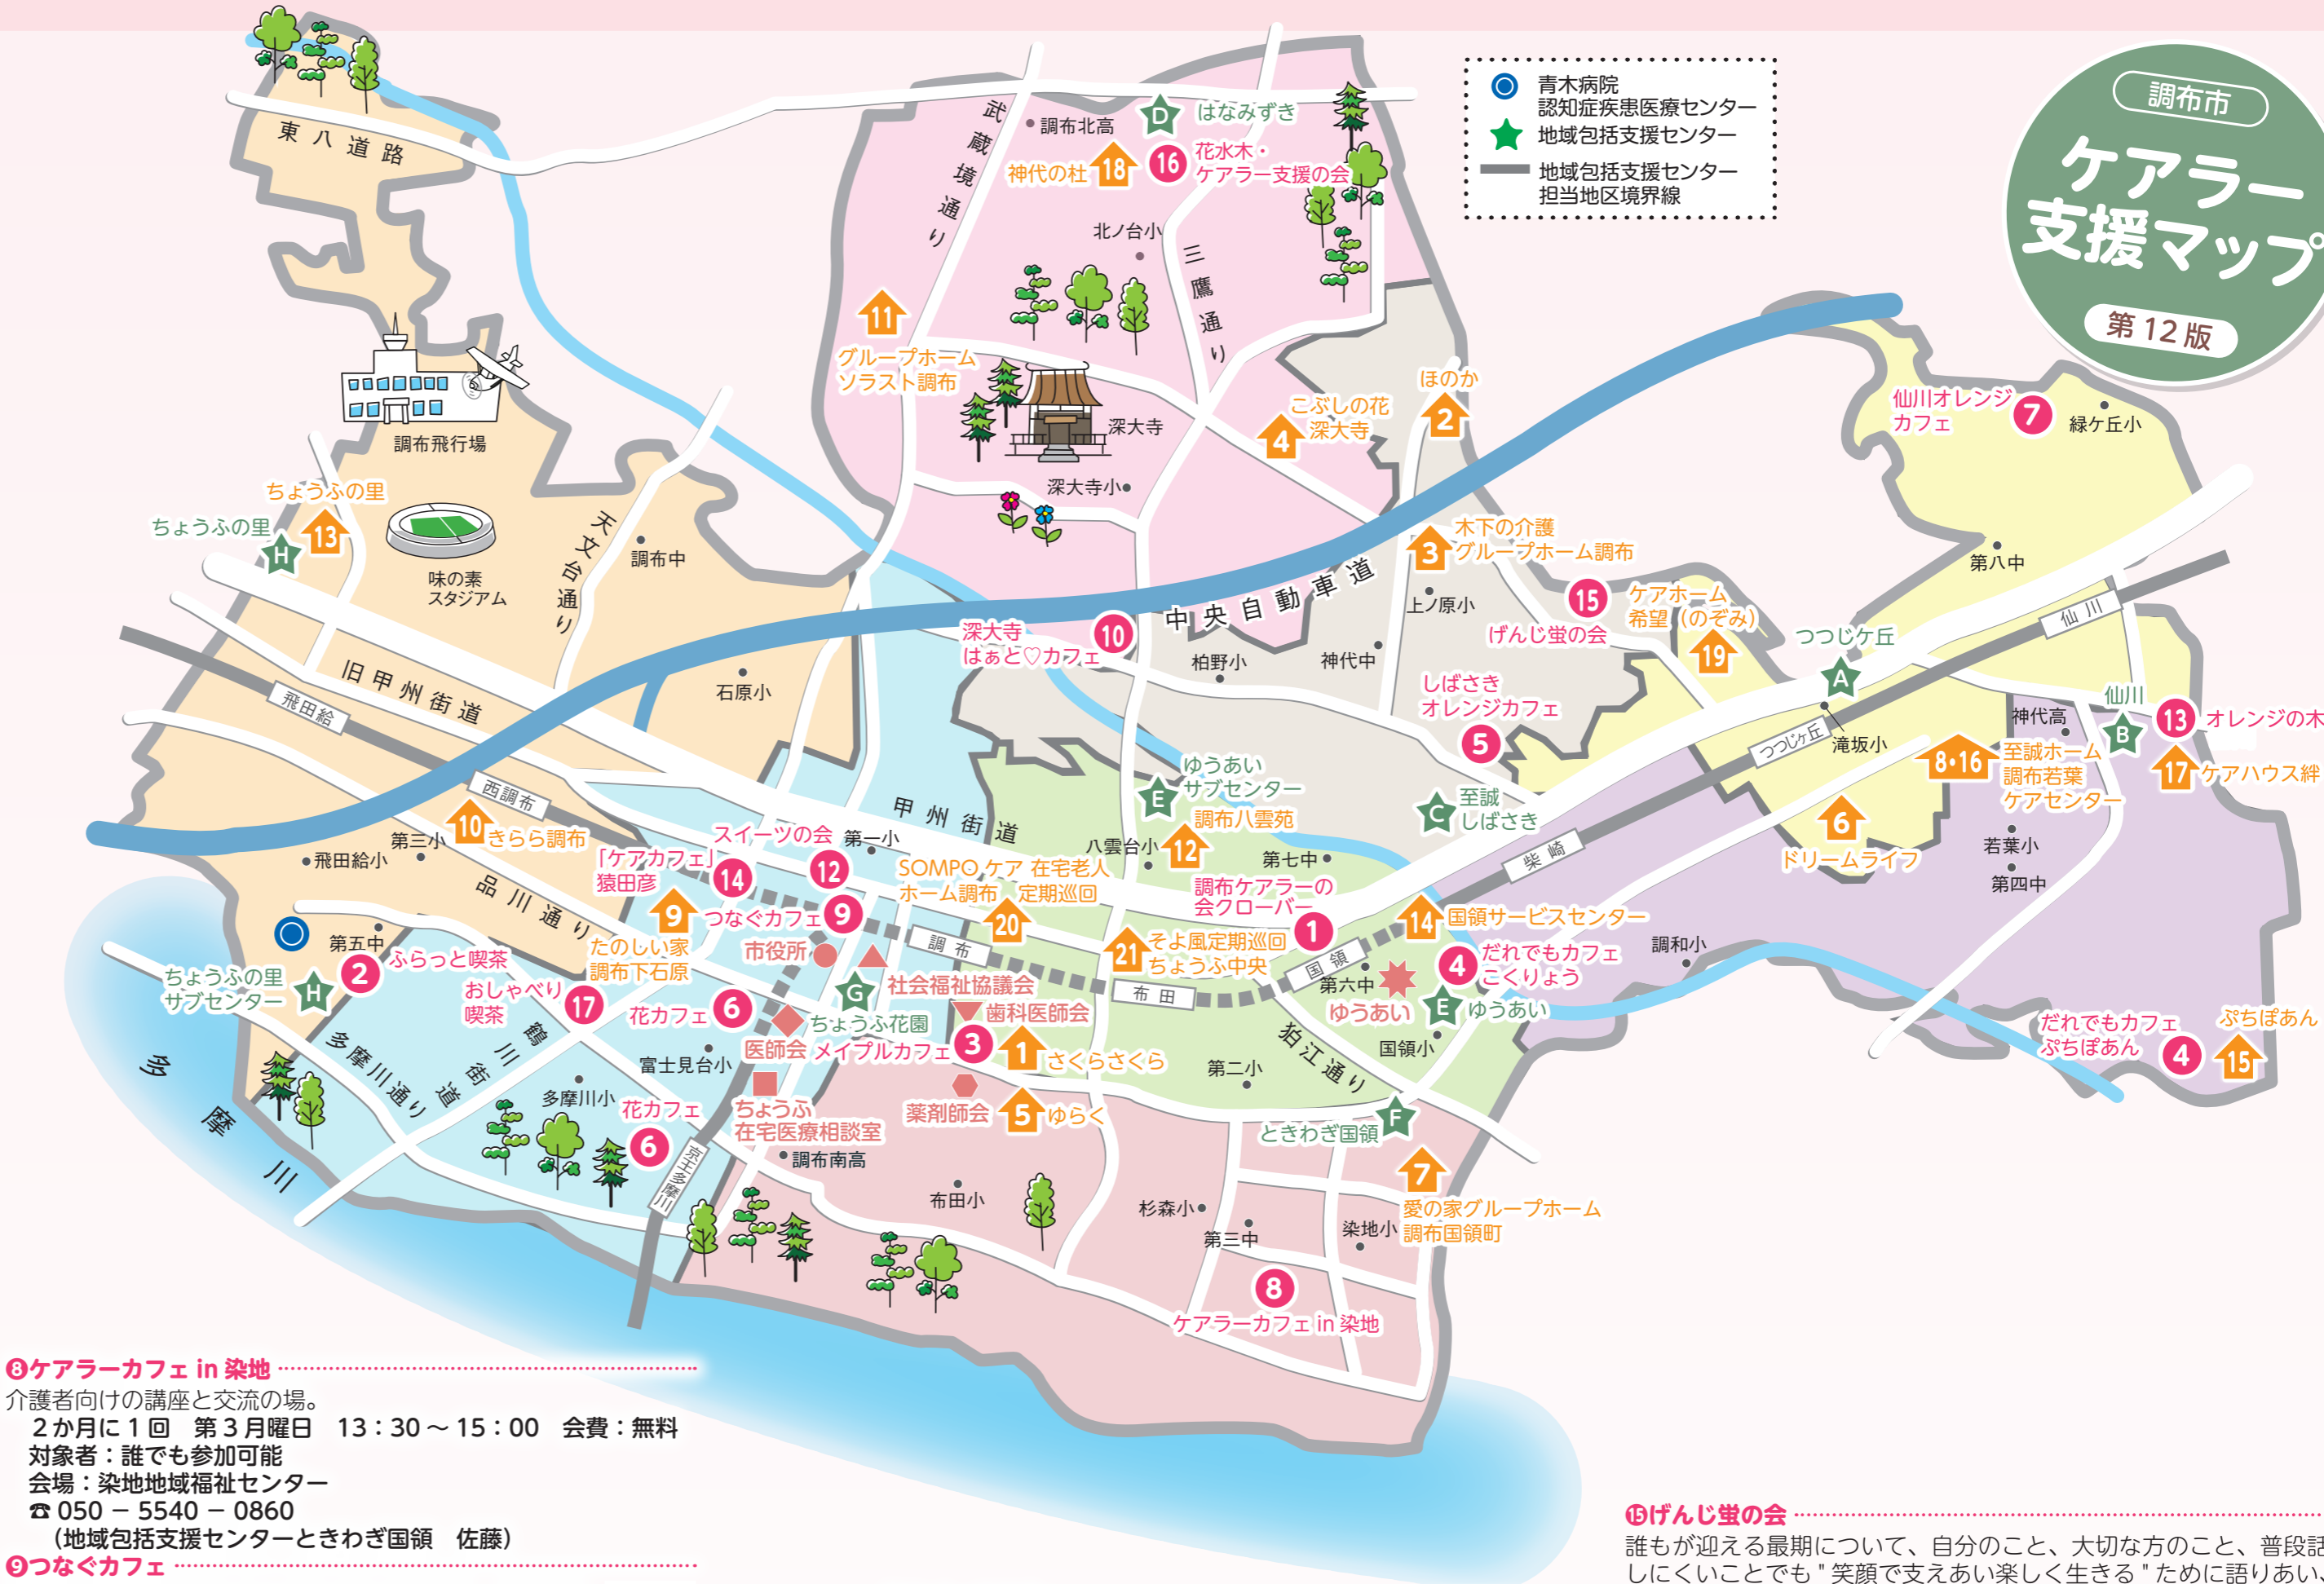 調布市
ケアラー
支援マップ
第12版
青木病院
認知症疾患医療センター
地域包括支援センター
地域包括支援センター
担当地区境界線
東八道路
武蔵境通り
調布北高
D
はなみずき
神代の杜
18
16
花水木・
ケアラー支援の会
北ノ台小
三鷹通り
11
グループホーム
ソラスト調布
深大寺
深大寺小
こぶしの花
深大寺
4
ほのか
2
仙川オレンジ
カフェ
7
緑ケ丘小
第八中
調布飛行場
ちょうふの里
13
ちょうふの里
H
味の素
スタジアム
天文台通り
調布中
石原小
旧甲州街道
飛田給
西調布
中央自動車道
3
木下の介護
グループホーム調布
上ノ原小
15
げんじ蛍の会
ケアホーム
希望(のぞみ)
19
つつじケ丘
A
仙川
深大寺
はぁと♡カフェ
10
柏野小
神代中
しばさき
オレンジカフェ
5
つつじケ丘
滝坂小
神代高
仙川
B
13
オレンジの木
17
ケアハウス絆
8•16
至誠ホーム
調布若葉
ケアセンター
6
ドリームライフ
若葉小
第四中
C
至誠
しばさき
柴崎
E
ゆうあい
サブセンター
調布八雲苑
12
八雲台小
第七中
甲州街道
10
きらら調布
第三小
飛田給小
品川通り
スイーツの会
12
第一小
「ケアカフェ」
猿田彦
14
9
たのしい家
調布下石原
つなぐカフェ
9
SOMPOケア 在宅老人
ホーム調布 定期巡回
20
調布
調布ケアラーの
会クローバー
1
21
そよ風定期巡回
ちょうふ中央
布田
国領
14
国領サービスセンター
第六中
ゆうあい
4
だれでもカフェ
こくりょう
E
ゆうあい
国領小
調和小
だれでもカフェ
ぷちぽあん
4
ぷちぽあん
15
第五中
2
ふらっと喫茶
ちょうふの里
サブセンター
H
おしゃべり
喫茶
17
花カフェ
6
市役所
社会福祉協議会
G
ちょうふ花園
歯科医師会
医師会
メイプルカフェ
3
1
さくらさくら
富士見台小
ちょうふ
在宅医療相談室
薬剤師会
5
ゆらく
第二小
狛江通り
F
ときわぎ国領
多摩川
多摩川通り
鶴川街道
多摩川小
花カフェ
6
京王多摩川
調布南高
布田小
杉森小
第三中
染地小
7
愛の家グループホーム
調布国領町
8
ケアラーカフェ in 染地
❽ケアラーカフェ in 染地
介護者向けの講座と交流の場。
2か月に1回 第3月曜日 13:30～15:00 会費:無料
対象者:誰でも参加可能
会場:染地地域福祉センター
☎050－5540－0860
(地域包括支援センターときわぎ国領 佐藤)
❾つなぐカフェ
⓯げんじ蛍の会
誰もが迎える最期について、自分のこと、大切な方のこと、普段話
しにくいことでも"笑顔で支えあい楽しく生きる"ために語りあい、